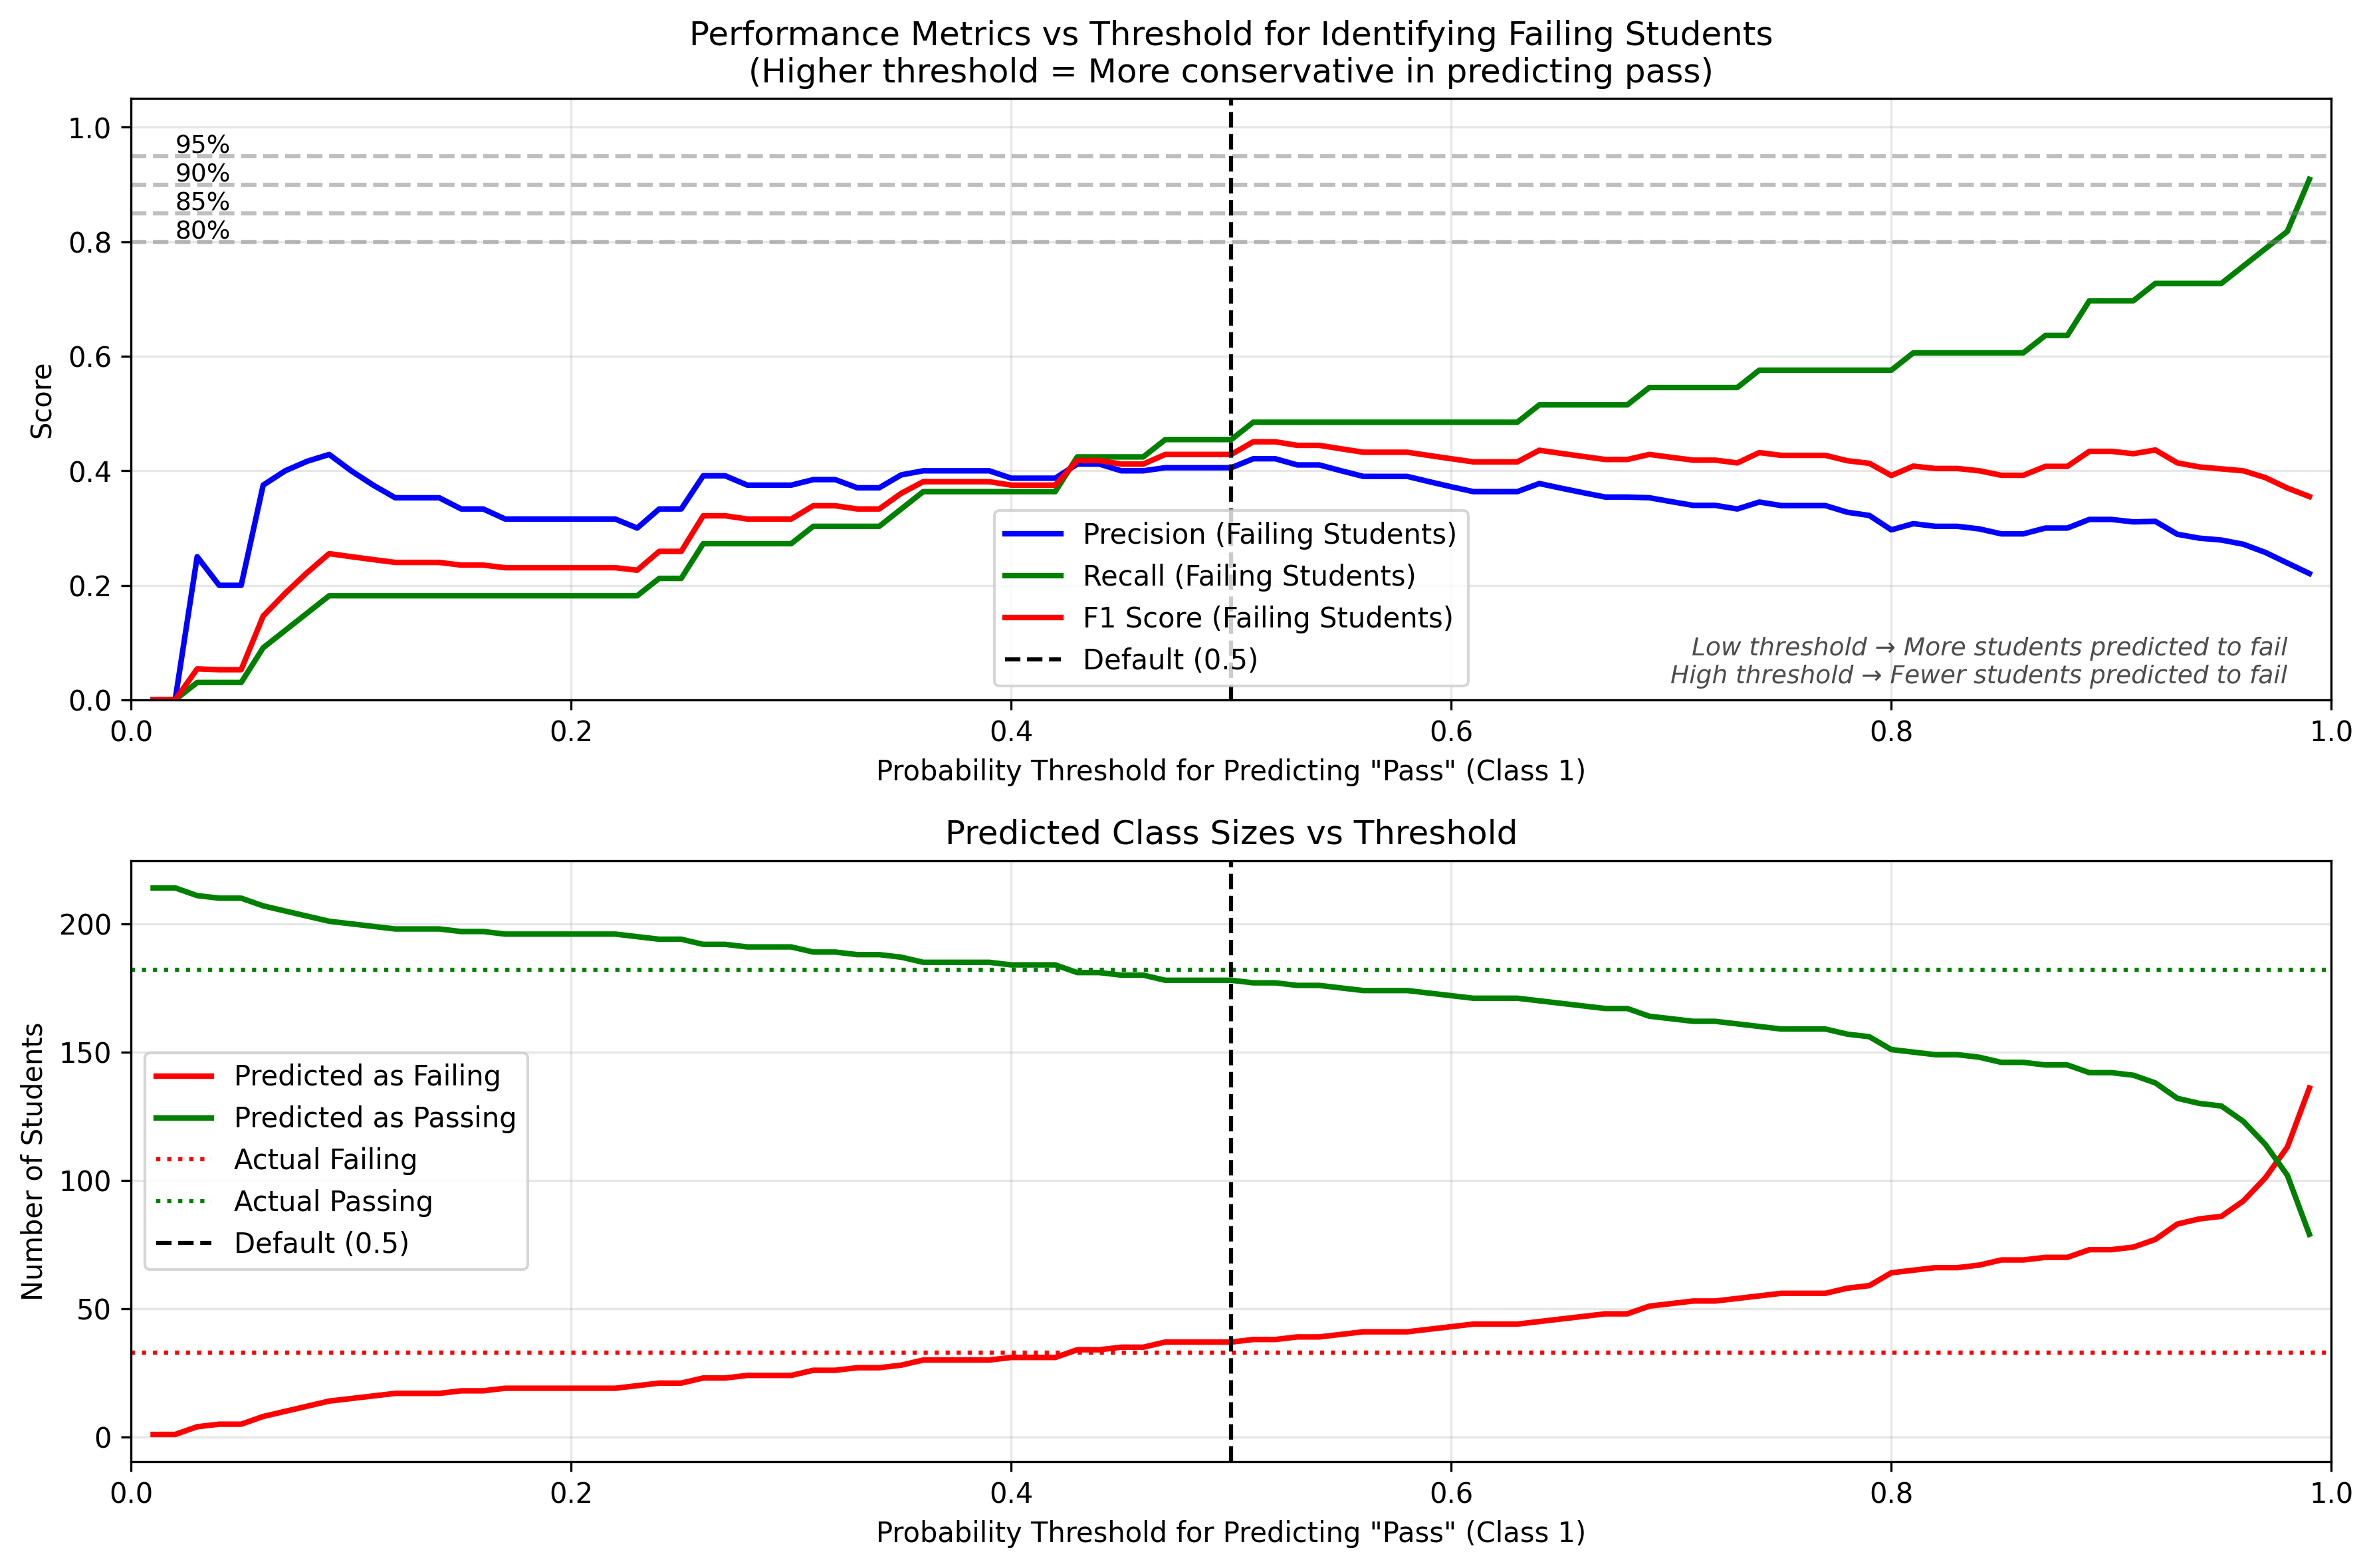 Performance Metrics vs Threshold for Identifying Failing Students
(Higher threshold = More conservative in predicting pass)
1.0
95%
90%
85%
80%
0.8
0.6
Score
0.4
0.2
0.0
Precision (Failing Students)
Recall (Failing Students)
F1 Score (Failing Students)
Default (0.5)
Low threshold → More students predicted to fail
High threshold → Fewer students predicted to fail
0.0 0.2 0.4 0.6 0.8 1.0
Probability Threshold for Predicting "Pass" (Class 1)
Predicted Class Sizes vs Threshold
200
150
Number of Students
100
50
0
Predicted as Failing
Predicted as Passing
Actual Failing
Actual Passing
Default (0.5)
0.0 0.2 0.4 0.6 0.8 1.0
Probability Threshold for Predicting "Pass" (Class 1)